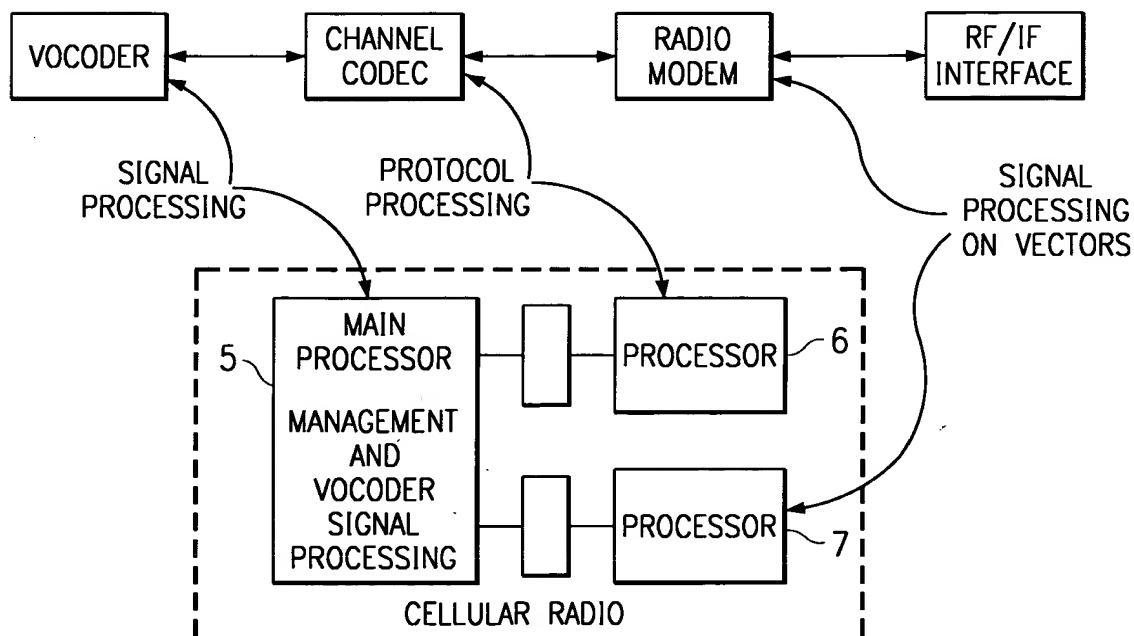 VOCODER
CHANNEL
CODEC
RADIO
MODEM
RF/IF
INTERFACE
SIGNAL
PROCESSING
PROTOCOL
PROCESSING
SIGNAL
PROCESSING
ON VECTORS
5
MAIN
PROCESSOR
MANAGEMENT
AND
VOCODER
SIGNAL
PROCESSING
PROCESSOR
6
PROCESSOR
7
CELLULAR RADIO